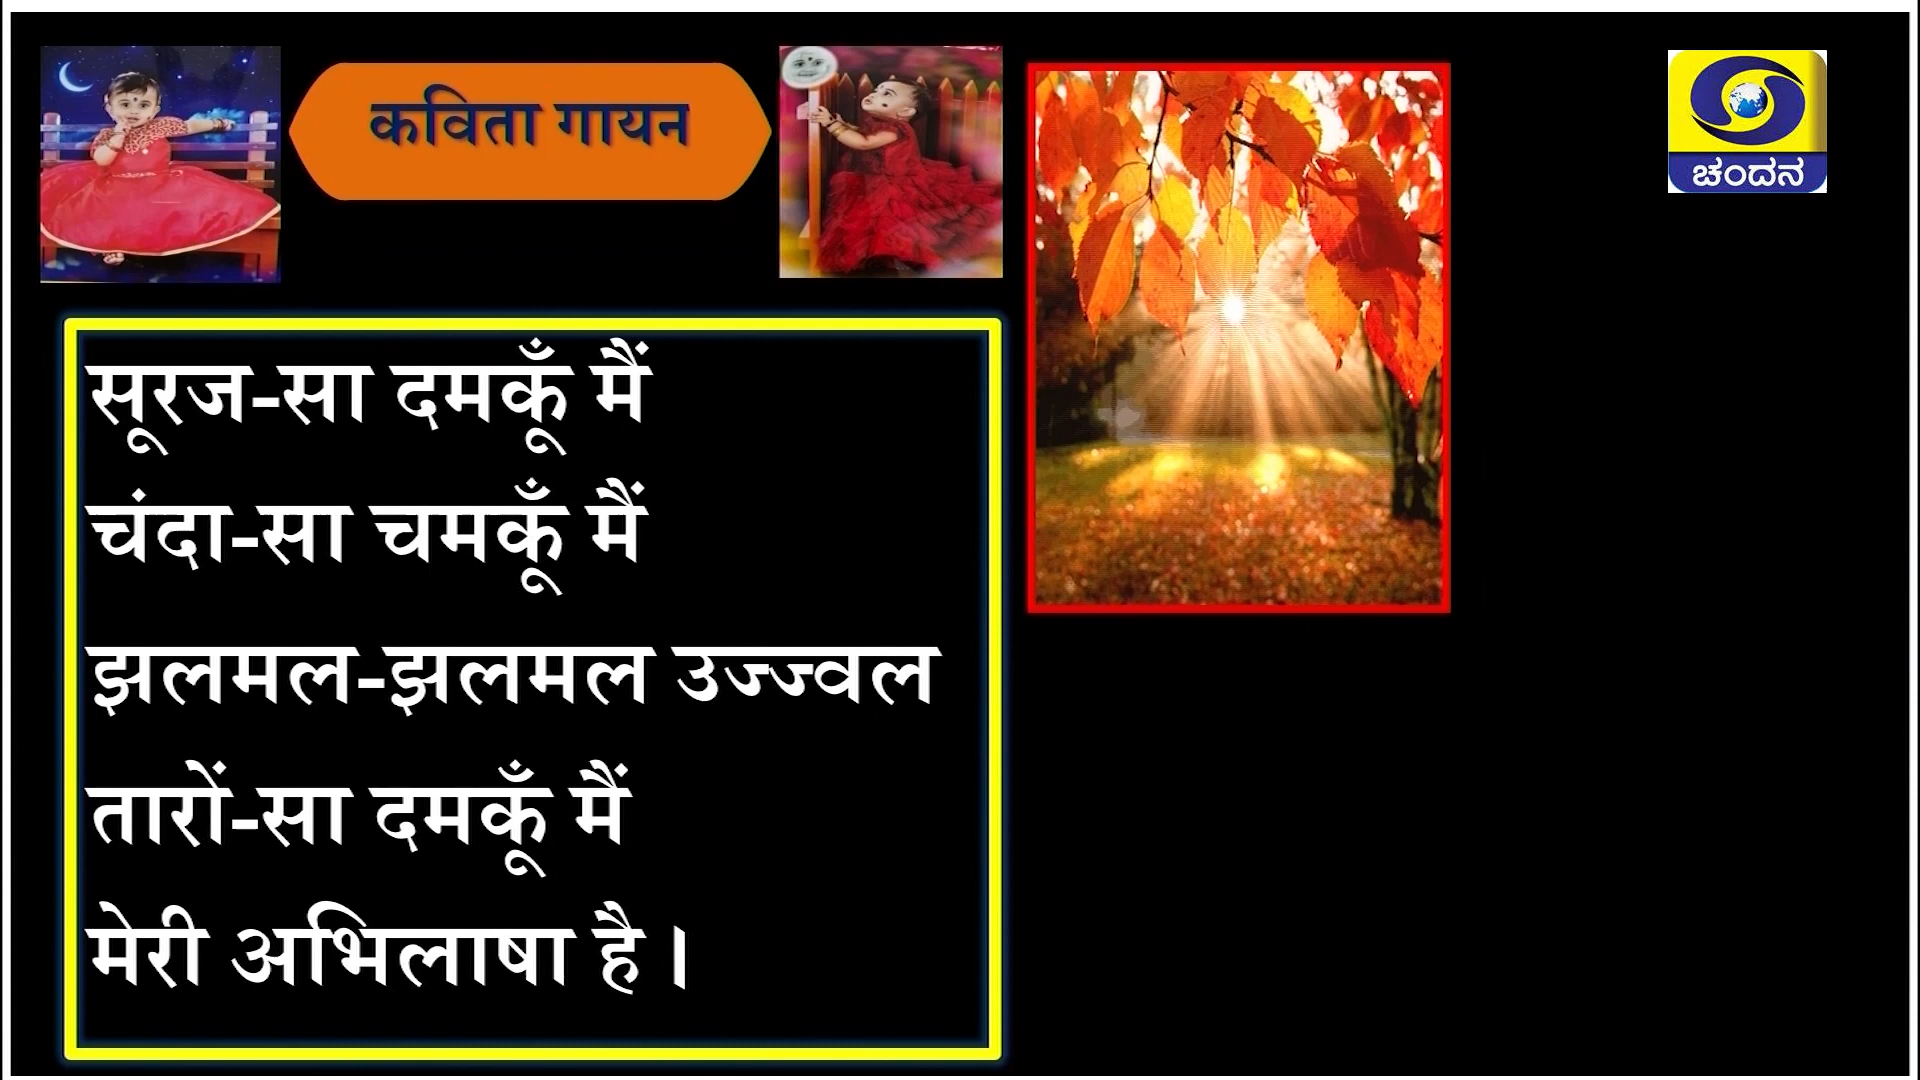 कविता गायन
ಚಂದನ
सूरज-सा दमकूँ मैं
चंदा-सा चमकूँ मैं
झलमल-झलमल उज्ज्वल
तारों-सा दमकूँ मैं
मेरी अभिलाषा है ।